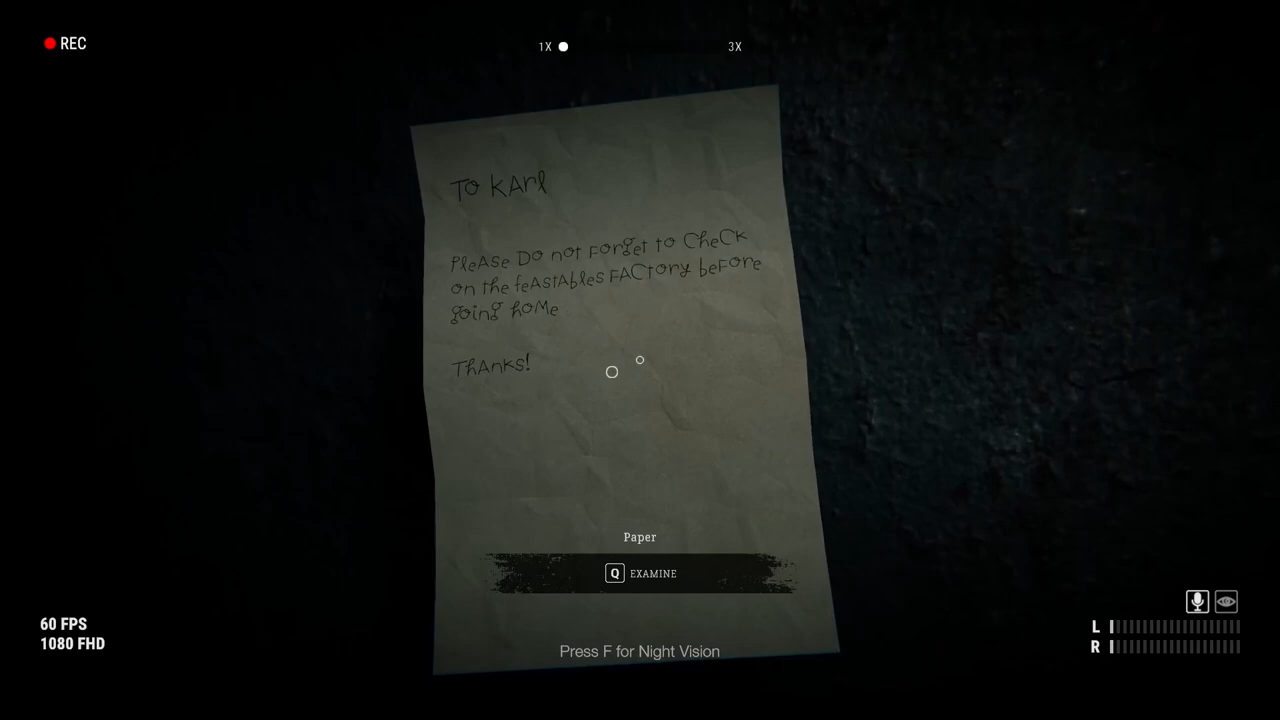 REC
1X 3X
To KArl
PleAse Do not Forget to CheCk
on the feAstAbles FACtory beFore
going hoMe
ThAnks!
Paper
Q EXAMINE
60 FPS
1080 FHD
Press F for Night Vision
L
R